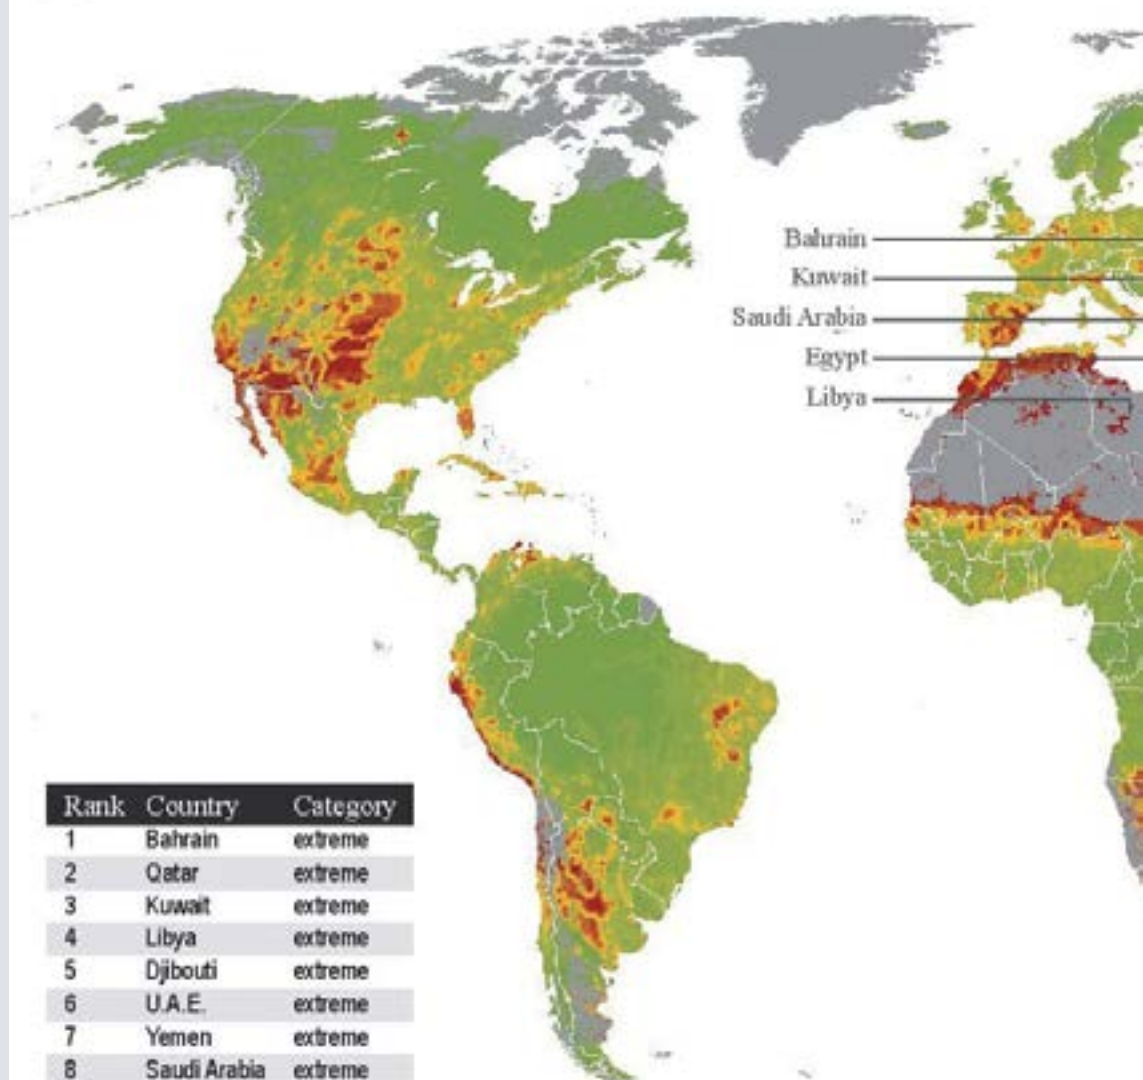 Bahrain
Kuwait
Saudi Arabia
Egypt
Libya
Rank Country Category
1 Bahrain extreme
2 Qatar extreme
3 Kuwait extreme
4 Libya extreme
5 Djibouti extreme
6 U.A.E. extreme
7 Yemen extreme
8 Saudi Arabia extreme